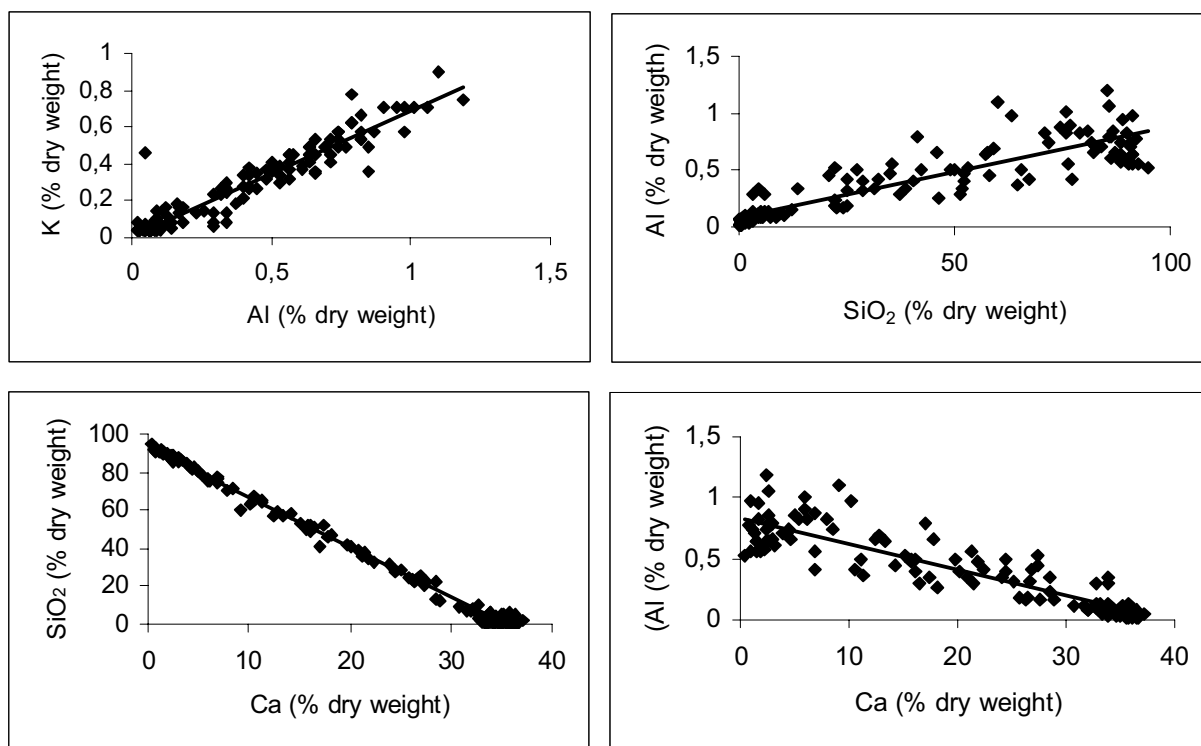 K (% dry weight)
1
0,8
0,6
0,4
0,2
0
0 0,5 1 1,5
Al (% dry weight)
Al (% dry weigth)
1,5
1
0,5
0
0 50 100
SiO₂ (% dry weight)
SiO₂ (% dry weight)
100
80
60
40
20
0
0 10 20 30 40
Ca (% dry weight)
(Al (% dry weight)
1,5
1
0,5
0
0 10 20 30 40
Ca (% dry weight)